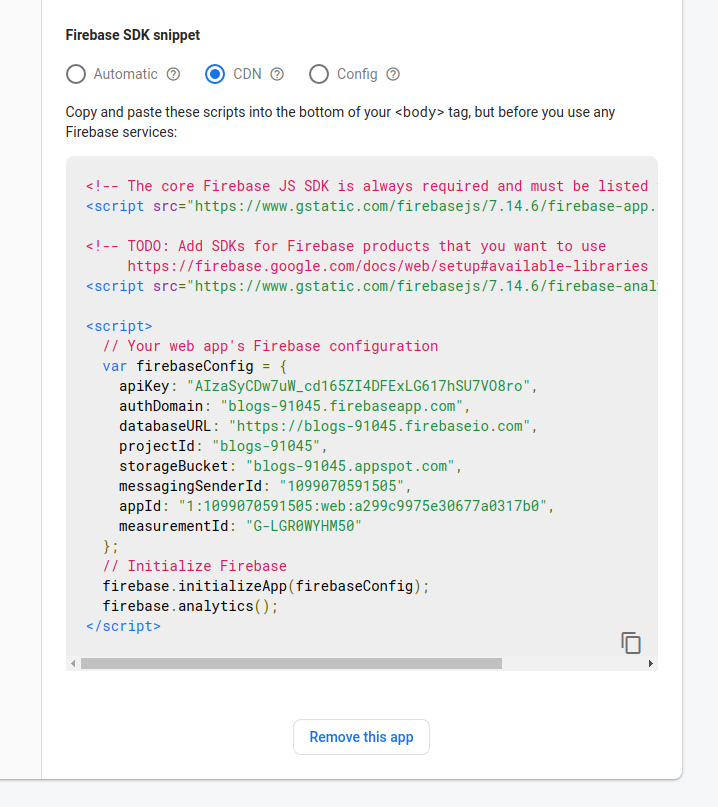 Firebase SDK snippet
Automatic CDN Config
Copy and paste these scripts into the bottom of your <body> tag, but before you use any
Firebase services:
<!-- The core Firebase JS SDK is always required and must be listed
<script src="https://www.gstatic.com/firebasejs/7.14.6/firebase-app.
<!-- TODO: Add SDKs for Firebase products that you want to use
https://firebase.google.com/docs/web/setup#available-libraries
<script src="https://www.gstatic.com/firebasejs/7.14.6/firebase-anal
<script>
// Your web app's Firebase configuration
var firebaseConfig = {
apiKey: "AIzaSyCDw7uW_cd165ZI4DFExLG617hSU7VO8ro",
authDomain: "blogs-91045.firebaseapp.com",
databaseURL: "https://blogs-91045.firebaseio.com",
projectId: "blogs-91045",
storageBucket: "blogs-91045.appspot.com",
messagingSenderId: "1099070591505",
appId: "1:1099070591505:web:a299c9975e30677a0317b0",
measurementId: "G-LGR0WYHM50"
};
// Initialize Firebase
firebase.initializeApp(firebaseConfig);
firebase.analytics();
</script>
Remove this app